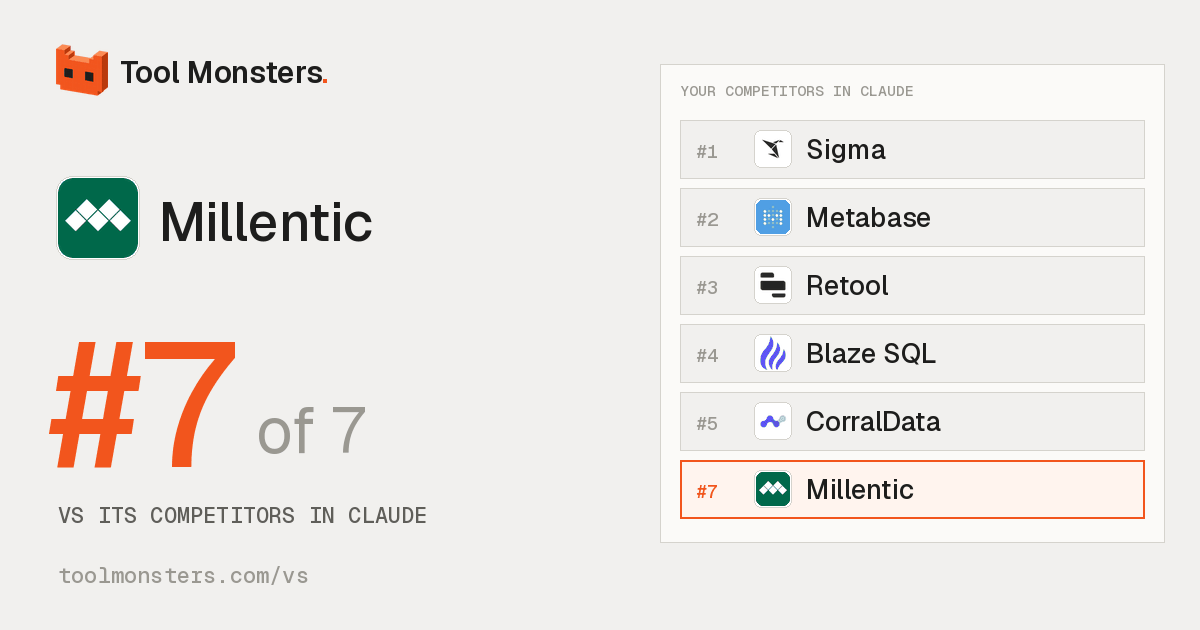 Tool Monsters.
Millentic
#7 of 7
VS ITS COMPETITORS IN CLAUDE
toolmonsters.com/vs
YOUR COMPETITORS IN CLAUDE
#1 Sigma
#2 Metabase
#3 Retool
#4 Blaze SQL
#5 CorralData
#7 Millentic